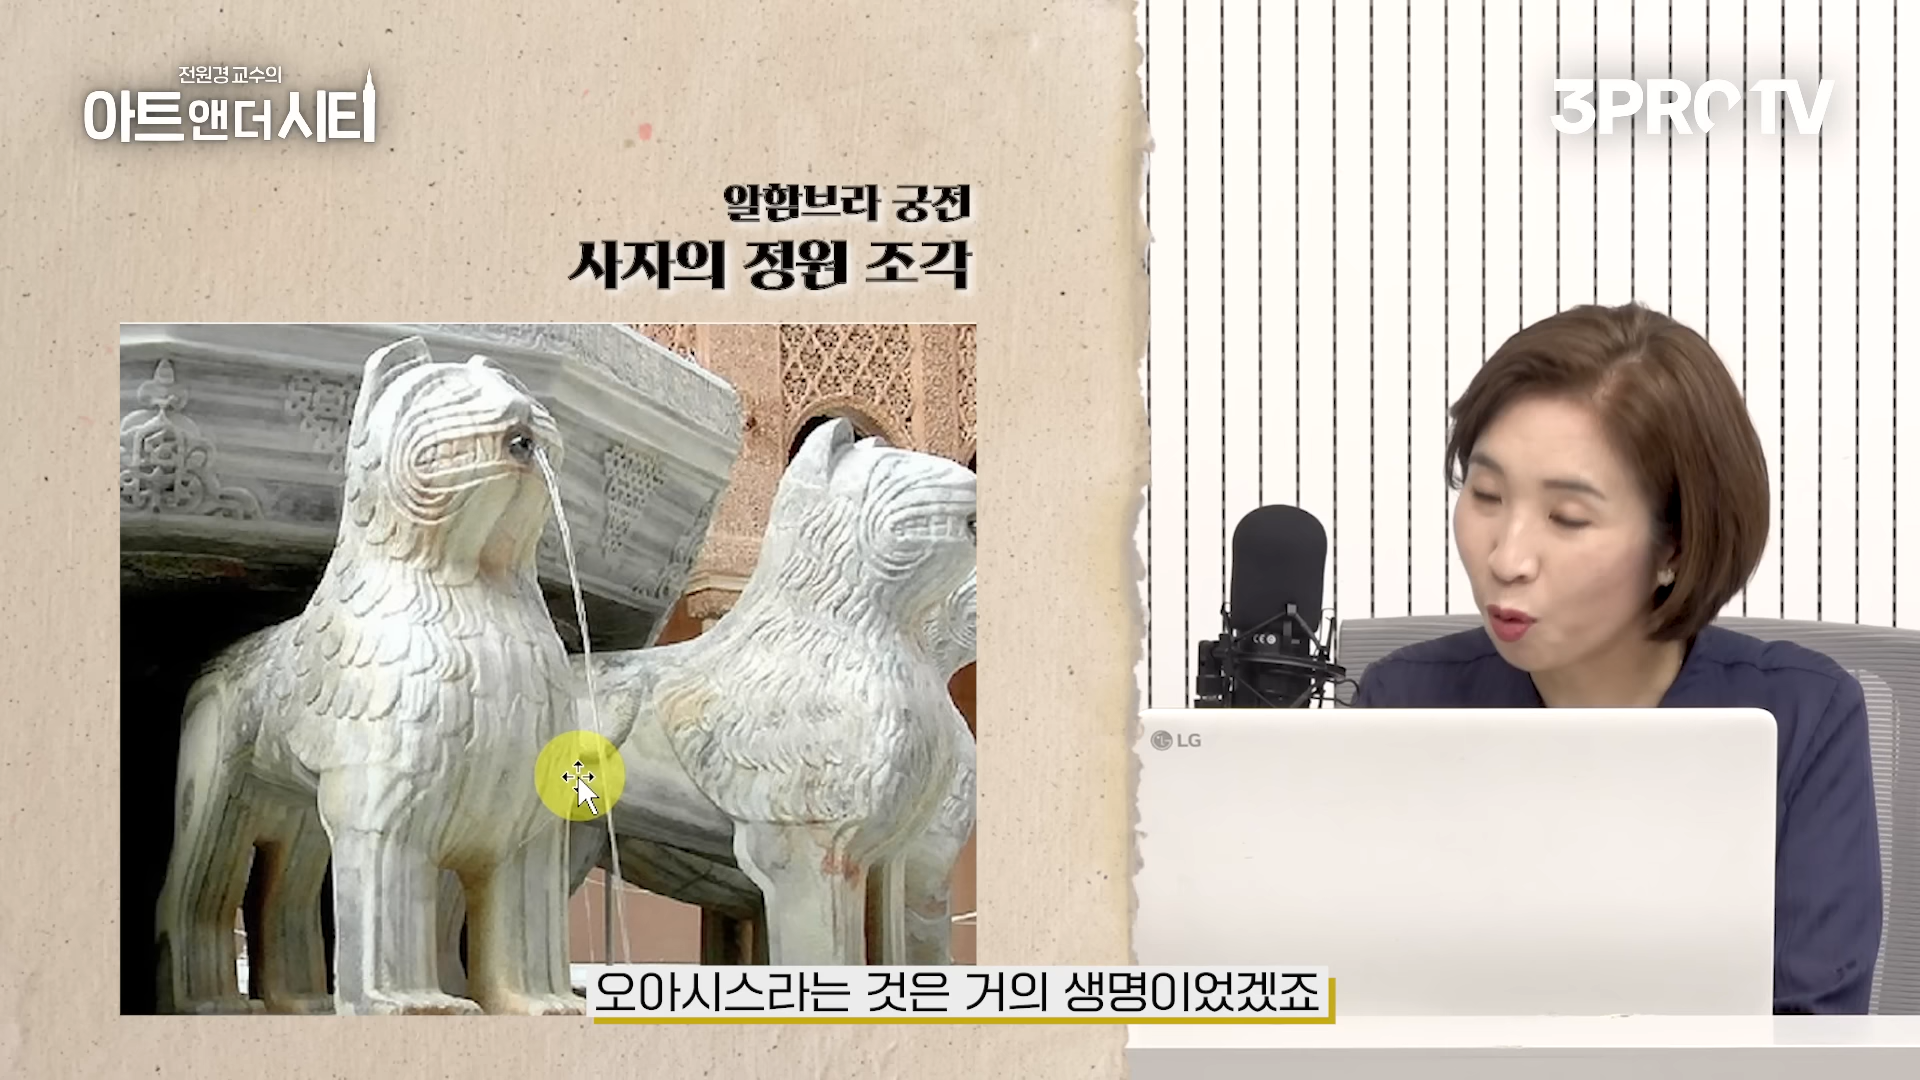 전원경 교수의
아트 앤 더 시티
3PROTV
알함브라 궁전
사자의 정원 조각
LG
오아시스라는 것은 거의 생명이었겠죠